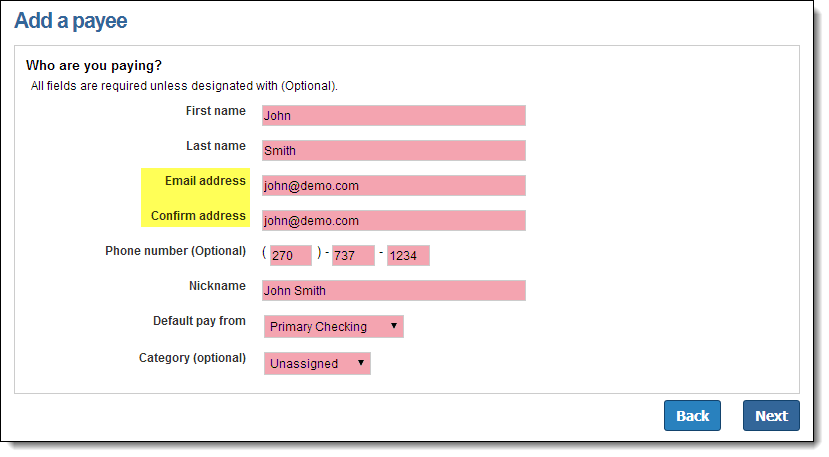 Add a payee
Who are you paying?
All fields are required unless designated with (Optional).
First name John
Last name Smith
Email address john@demo.com
Confirm address john@demo.com
Phone number (Optional) ( 270 ) - 737 - 1234
Nickname John Smith
Default pay from Primary Checking
Category (optional) Unassigned
Back Next